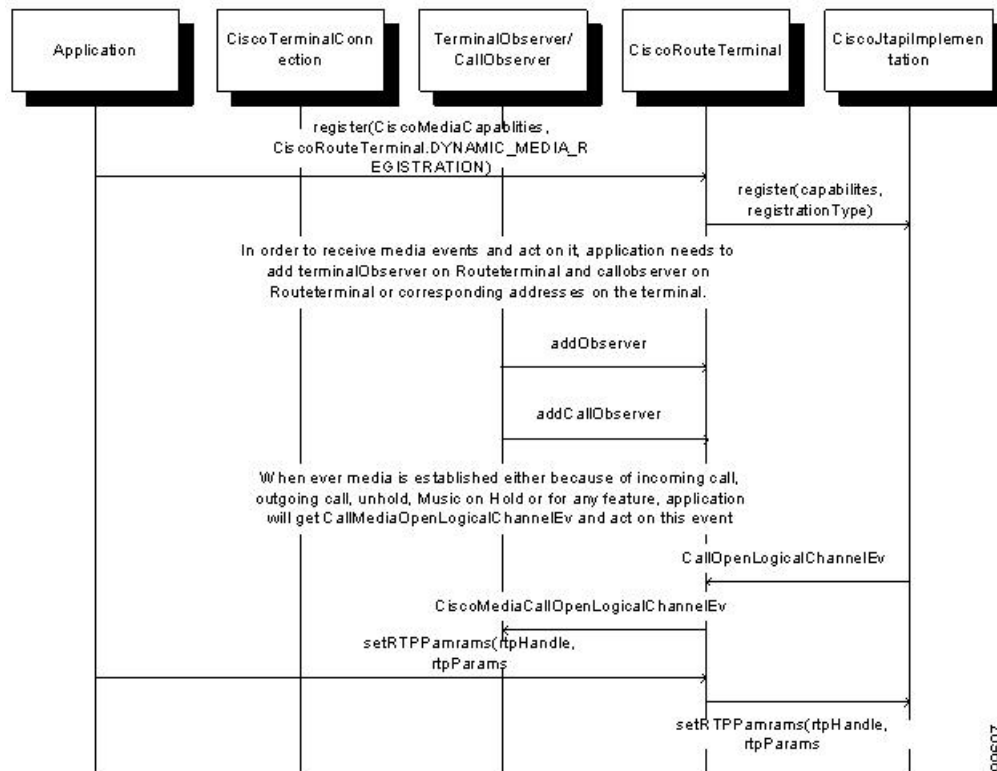 Application
CiscoTerminalConn
ection
TerminalObserver/
CallObserver
CiscoRouteTerminal
CiscoJtapiImplemen
tation
register(CiscoMediaCapablities,
CiscoRouteTerminal.DYNAMIC_MEDIA_R
EGISTRATION)
register(capabilites,
registrationType)
In order to receive media events and act on it, application needs to
add terminalObserver on Routeterminal and callobserver on
Routeterminal or corresponding addresses on the terminal.
addObserver
addCallObserver
When ever media is established either because of incoming call,
outgoing call, unhold, Music on Hold or for any feature, application
will get CallMediaOpenLogicalChannelEv and act on this event
CallOpenLogicalChannelEv
CiscoMediaCallOpenLogicalChannelEv
setRTPPamrams(rtpHandle,
rtpParams
setRTPPamrams(rtpHandle,
rtpParams